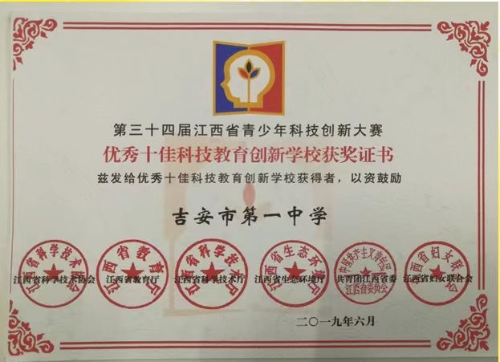 第三十四届江西省青少年科技创新大赛
优秀十佳科技教育创新学校获奖证书
兹发给优秀十佳科技教育创新学校获得者，以资鼓励
吉安市第一中学
江西省科学技术协会 江西省教育厅 江西省科学技术厅 江西省生态环境厅 共青团江西省委 江西省妇女联合会
二〇一九年六月